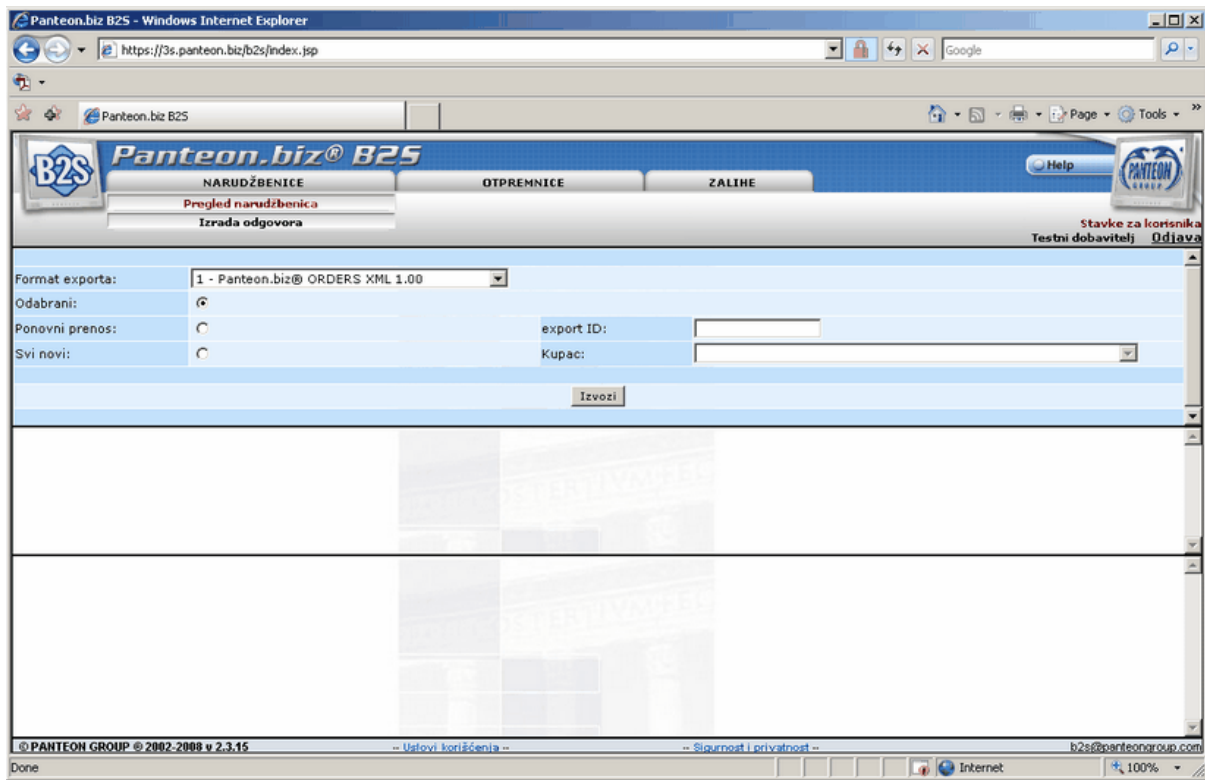 Panteon.biz B2S - Windows Internet Explorer
https://3s.panteon.biz/b2s/index.jsp
Google
Panteon.biz B2S
Page
Tools
B2S
Panteon.biz® B2S
Help
PANTEON
GROUP
NARUDŽBENICE
OTPREMNICE
ZALIHE
Pregled narudžbenica
Izrada odgovora
Stavke za korisnika
Testni dobavitelj Odjava
Format exporta: 1 - Panteon.biz® ORDERS XML 1.00
Odabrani:
Ponovni prenos: export ID:
Svi novi: Kupac:
Izvozi
© PANTEON GROUP © 2002-2008 v 2.3.15
-- Uslovi korišćenja --
-- Sigurnost i privatnost --
b2s@panteongroup.com
Done
Internet
100%